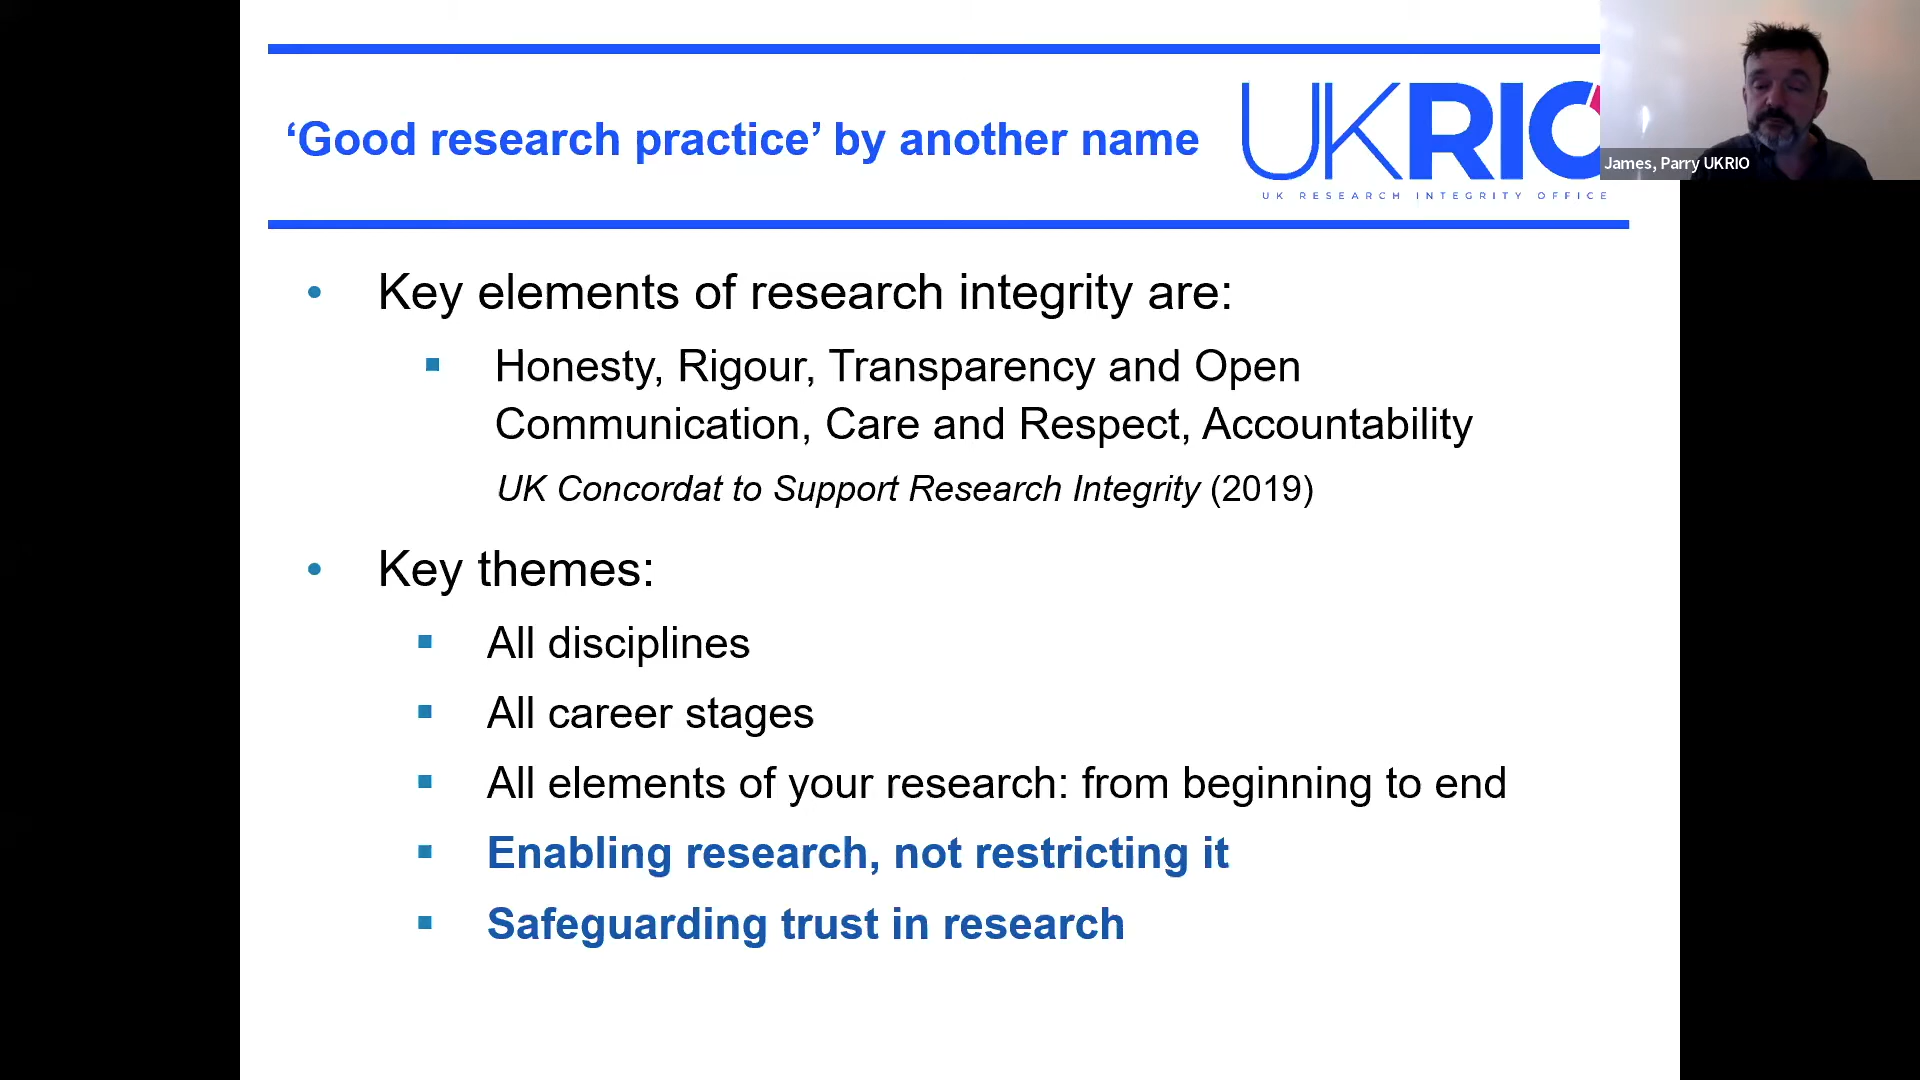 ‘Good research practice’ by another name
UKRIO
UK RESEARCH INTEGRITY OFFICE
James, Parry UKRIO
• Key elements of research integrity are:
▪ Honesty, Rigour, Transparency and Open
Communication, Care and Respect, Accountability
UK Concordat to Support Research Integrity (2019)
• Key themes:
▪ All disciplines
▪ All career stages
▪ All elements of your research: from beginning to end
▪ Enabling research, not restricting it
▪ Safeguarding trust in research